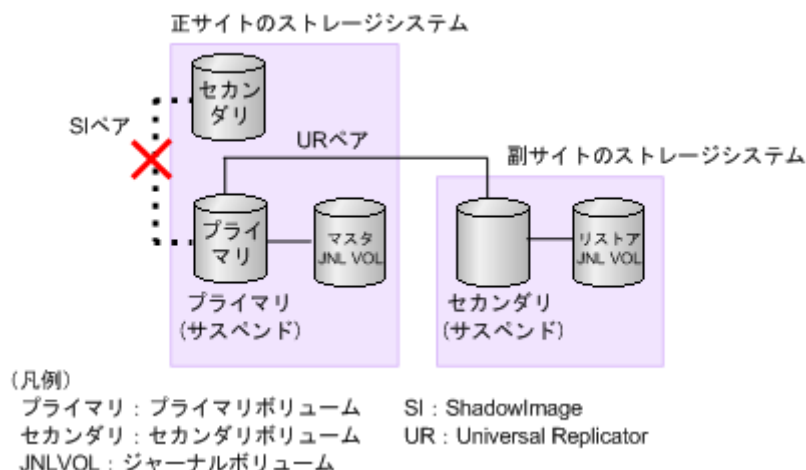 正サイトのストレージシステム
セカン
ダリ
SIペア
URペア
副サイトのストレージシステム
プライ
マリ
マスタ
JNL VOL
リストア
JNL VOL
プライマリ
(サスペンド)
セカンダリ
(サスペンド)
(凡例)
プライマリ：プライマリボリューム
SI：ShadowImage
セカンダリ：セカンダリボリューム
UR：Universal Replicator
JNLVOL：ジャーナルボリューム